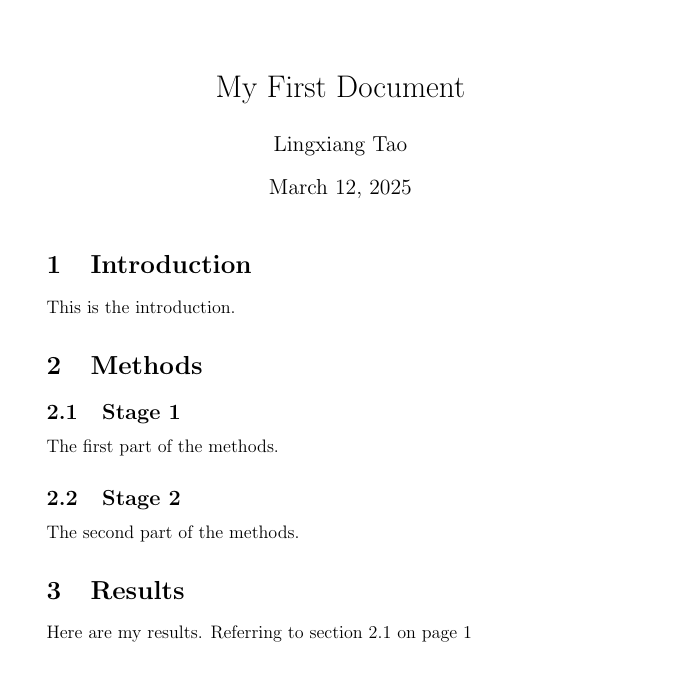 My First Document
Lingxiang Tao
March 12, 2025
1 Introduction
This is the introduction.
2 Methods
2.1 Stage 1
The first part of the methods.
2.2 Stage 2
The second part of the methods.
3 Results
Here are my results. Referring to section 2.1 on page 1